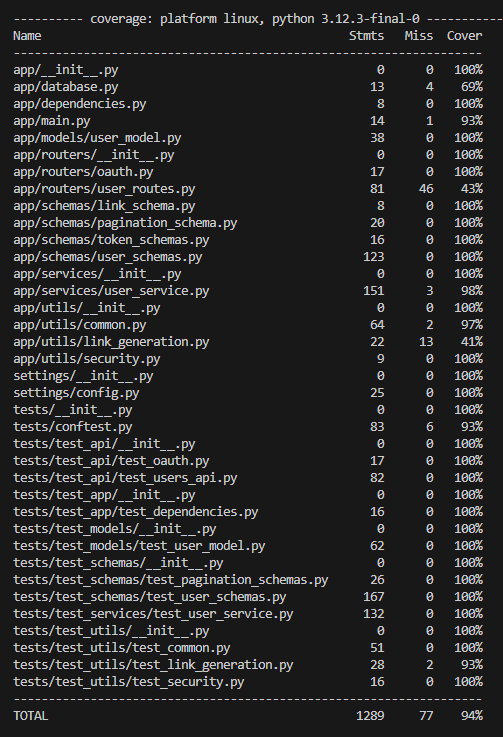 ----------- coverage: platform linux, python 3.12.3-final-0 -----------
Name                                          Stmts   Miss  Cover
-----------------------------------------------------------------
app/__init__.py                                   0      0   100%
app/database.py                                  13      4    69%
app/dependencies.py                               8      0   100%
app/main.py                                      14      1    93%
app/models/user_model.py                         38      0   100%
app/routers/__init__.py                           0      0   100%
app/routers/oauth.py                             17      0   100%
app/routers/user_routes.py                       81     46    43%
app/schemas/link_schema.py                        8      0   100%
app/schemas/pagination_schema.py                 20      0   100%
app/schemas/token_schemas.py                     16      0   100%
app/schemas/user_schemas.py                     123      0   100%
app/services/__init__.py                          0      0   100%
app/services/user_service.py                    151      3    98%
app/utils/__init__.py                             0      0   100%
app/utils/common.py                              64      2    97%
app/utils/link_generation.py                     22     13    41%
app/utils/security.py                             9      0   100%
settings/__init__.py                              0      0   100%
settings/config.py                               25      0   100%
tests/__init__.py                                 0      0   100%
tests/conftest.py                                83      6    93%
tests/test_api/__init__.py                        0      0   100%
tests/test_api/test_oauth.py                     17      0   100%
tests/test_api/test_users_api.py                 82      0   100%
tests/test_app/__init__.py                        0      0   100%
tests/test_app/test_dependencies.py              16      0   100%
tests/test_models/__init__.py                     0      0   100%
tests/test_models/test_user_model.py             62      0   100%
tests/test_schemas/__init__.py                    0      0   100%
tests/test_schemas/test_pagination_schemas.py    26      0   100%
tests/test_schemas/test_user_schemas.py         167      0   100%
tests/test_services/test_user_service.py        132      0   100%
tests/test_utils/__init__.py                      0      0   100%
tests/test_utils/test_common.py                  51      0   100%
tests/test_utils/test_link_generation.py         28      2    93%
tests/test_utils/test_security.py                16      0   100%
-----------------------------------------------------------------
TOTAL                                          1289     77    94%